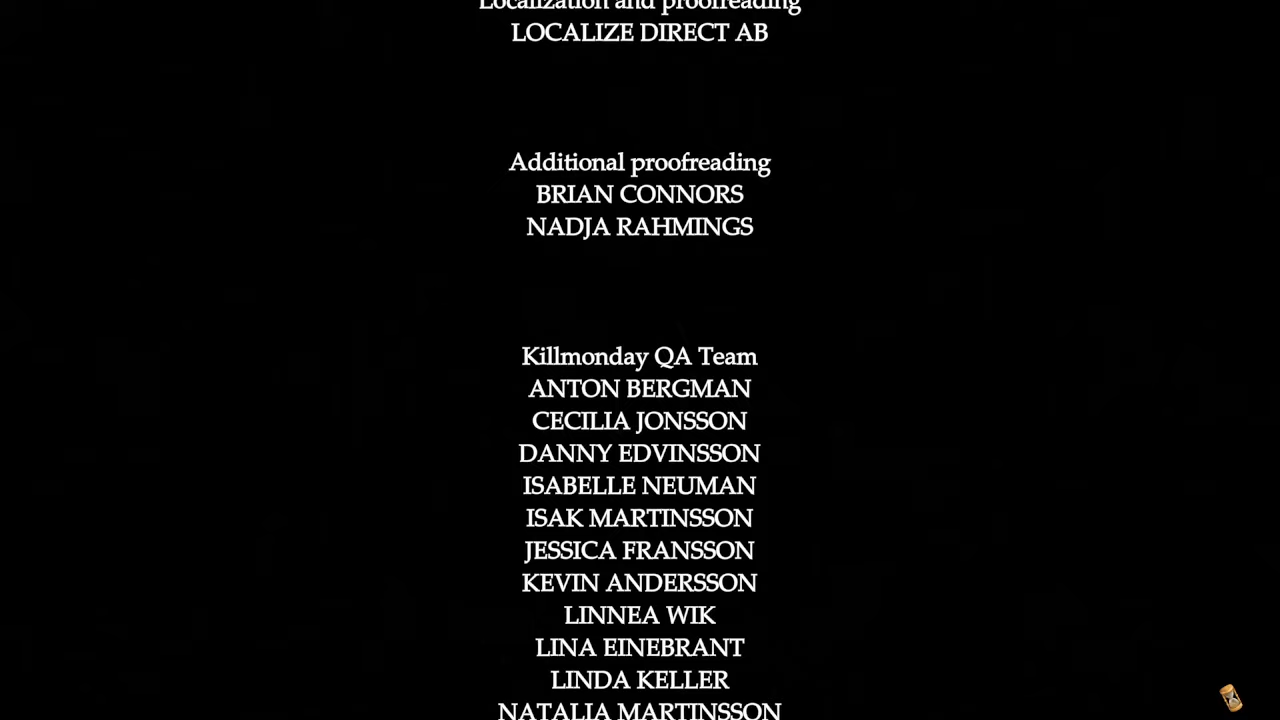 Localization and proofreading
LOCALIZE DIRECT AB
Additional proofreading
BRIAN CONNORS
NADJA RAHMINGS
Killmonday QA Team
ANTON BERGMAN
CECILIA JONSSON
DANNY EDVINSSON
ISABELLE NEUMAN
ISAK MARTINSSON
JESSICA FRANSSON
KEVIN ANDERSSON
LINNEA WIK
LINA EINEBRANT
LINDA KELLER
NATALIA MARTINSSON